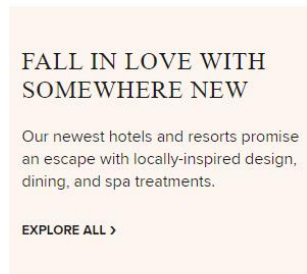 FALL IN LOVE WITH
SOMEWHERE NEW
Our newest hotels and resorts promise
an escape with locally-inspired design,
dining, and spa treatments.
EXPLORE ALL ›